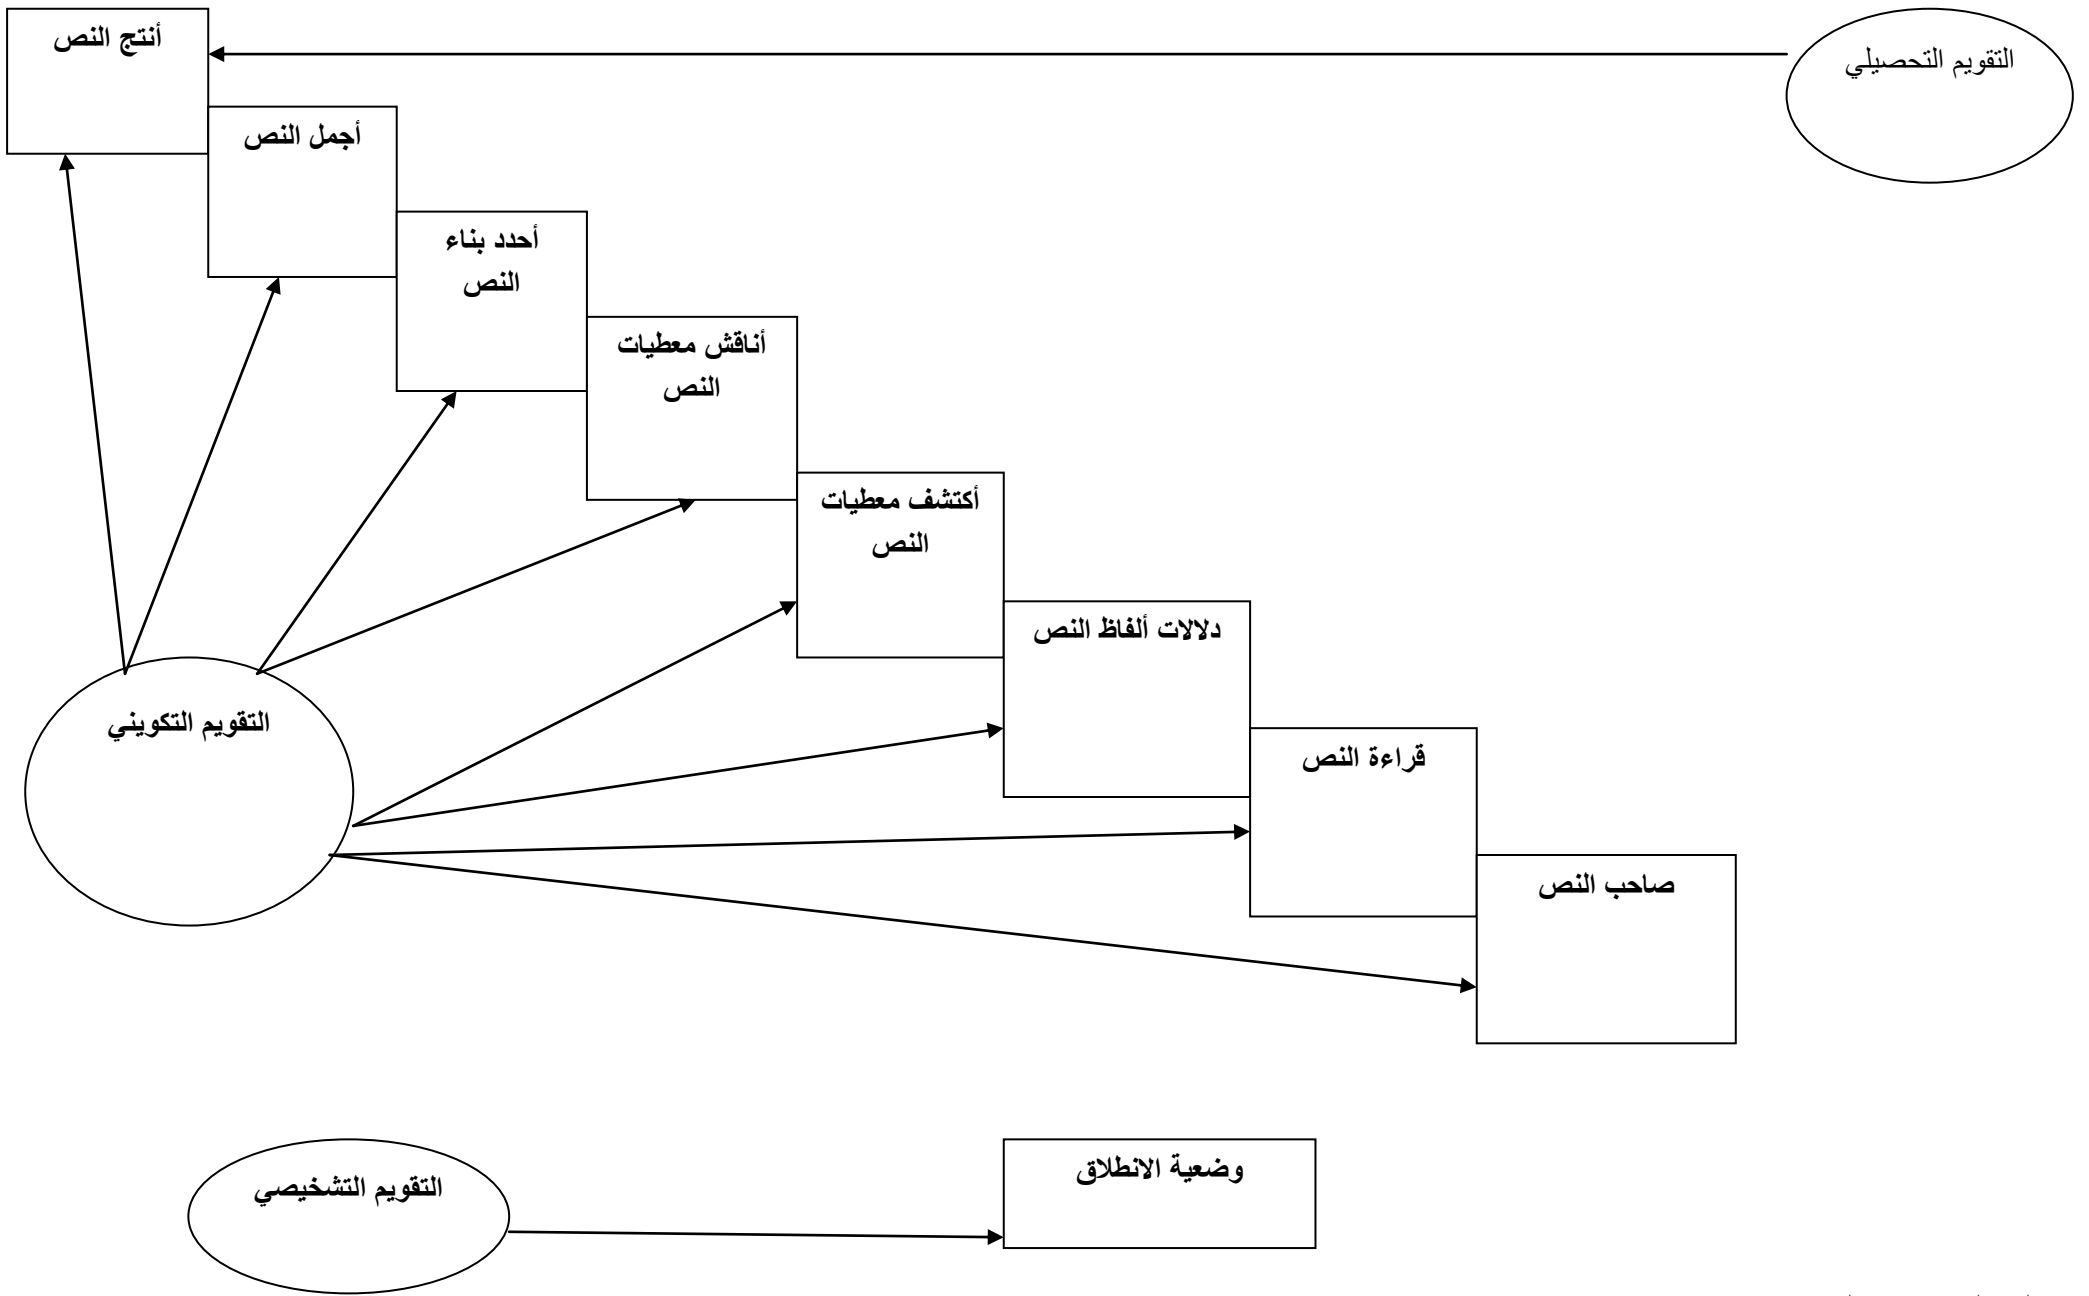 أنتج النص
التقويم التحصيلي
أجمل النص
أحدد بناء
النص
أناقش معطيات
النص
أكتشف معطيات
النص
دلالات ألفاظ النص
التقويم التكويني
قراءة النص
صاحب النص
وضعية الانطلاق
التقويم التشخيصي